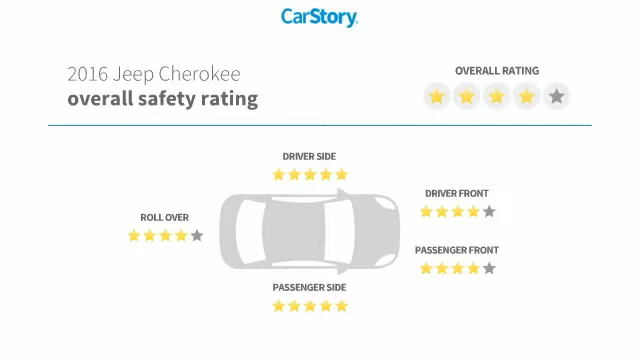 CarStory
2016 Jeep Cherokee
overall safety rating
OVERALL RATING
DRIVER SIDE
DRIVER FRONT
ROLL OVER
PASSENGER FRONT
PASSENGER SIDE